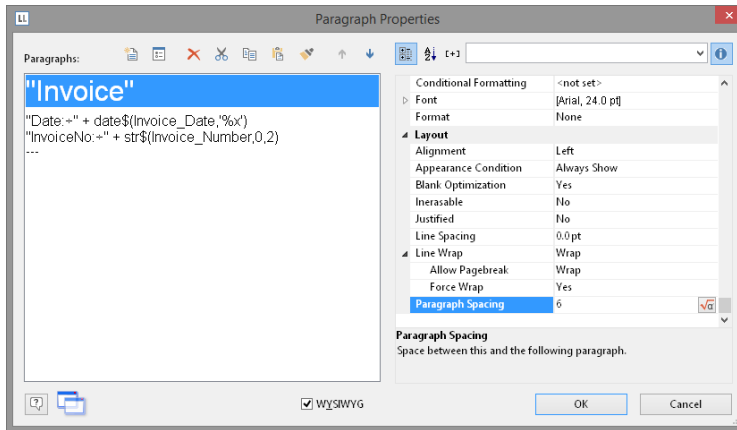 LL
Paragraph Properties
Paragraphs:
[+]
"Invoice"
"Date:÷" + date$(Invoice_Date,'%x')
"InvoiceNo:÷" + str$(Invoice_Number,0,2)
---
Conditional Formatting <not set>
Font [Arial, 24.0 pt]
Format None
Layout
Alignment Left
Appearance Condition Always Show
Blank Optimization Yes
Inerasable No
Justified No
Line Spacing 0.0 pt
Line Wrap Wrap
Allow Pagebreak Wrap
Force Wrap Yes
Paragraph Spacing 6
Paragraph Spacing
Space between this and the following paragraph.
WYSIWYG
OK
Cancel